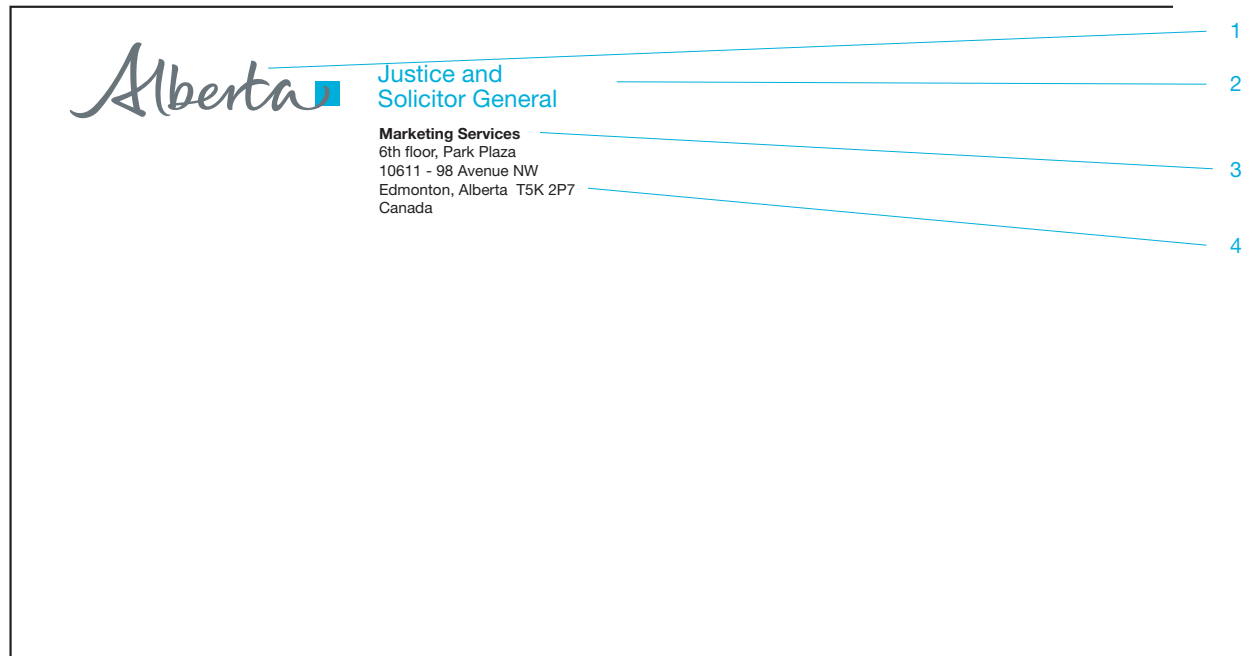 Alberta
Justice and
Solicitor General
Marketing Services
6th floor, Park Plaza
10611 - 98 Avenue NW
Edmonton, Alberta  T5K 2P7
Canada
1
2
3
4